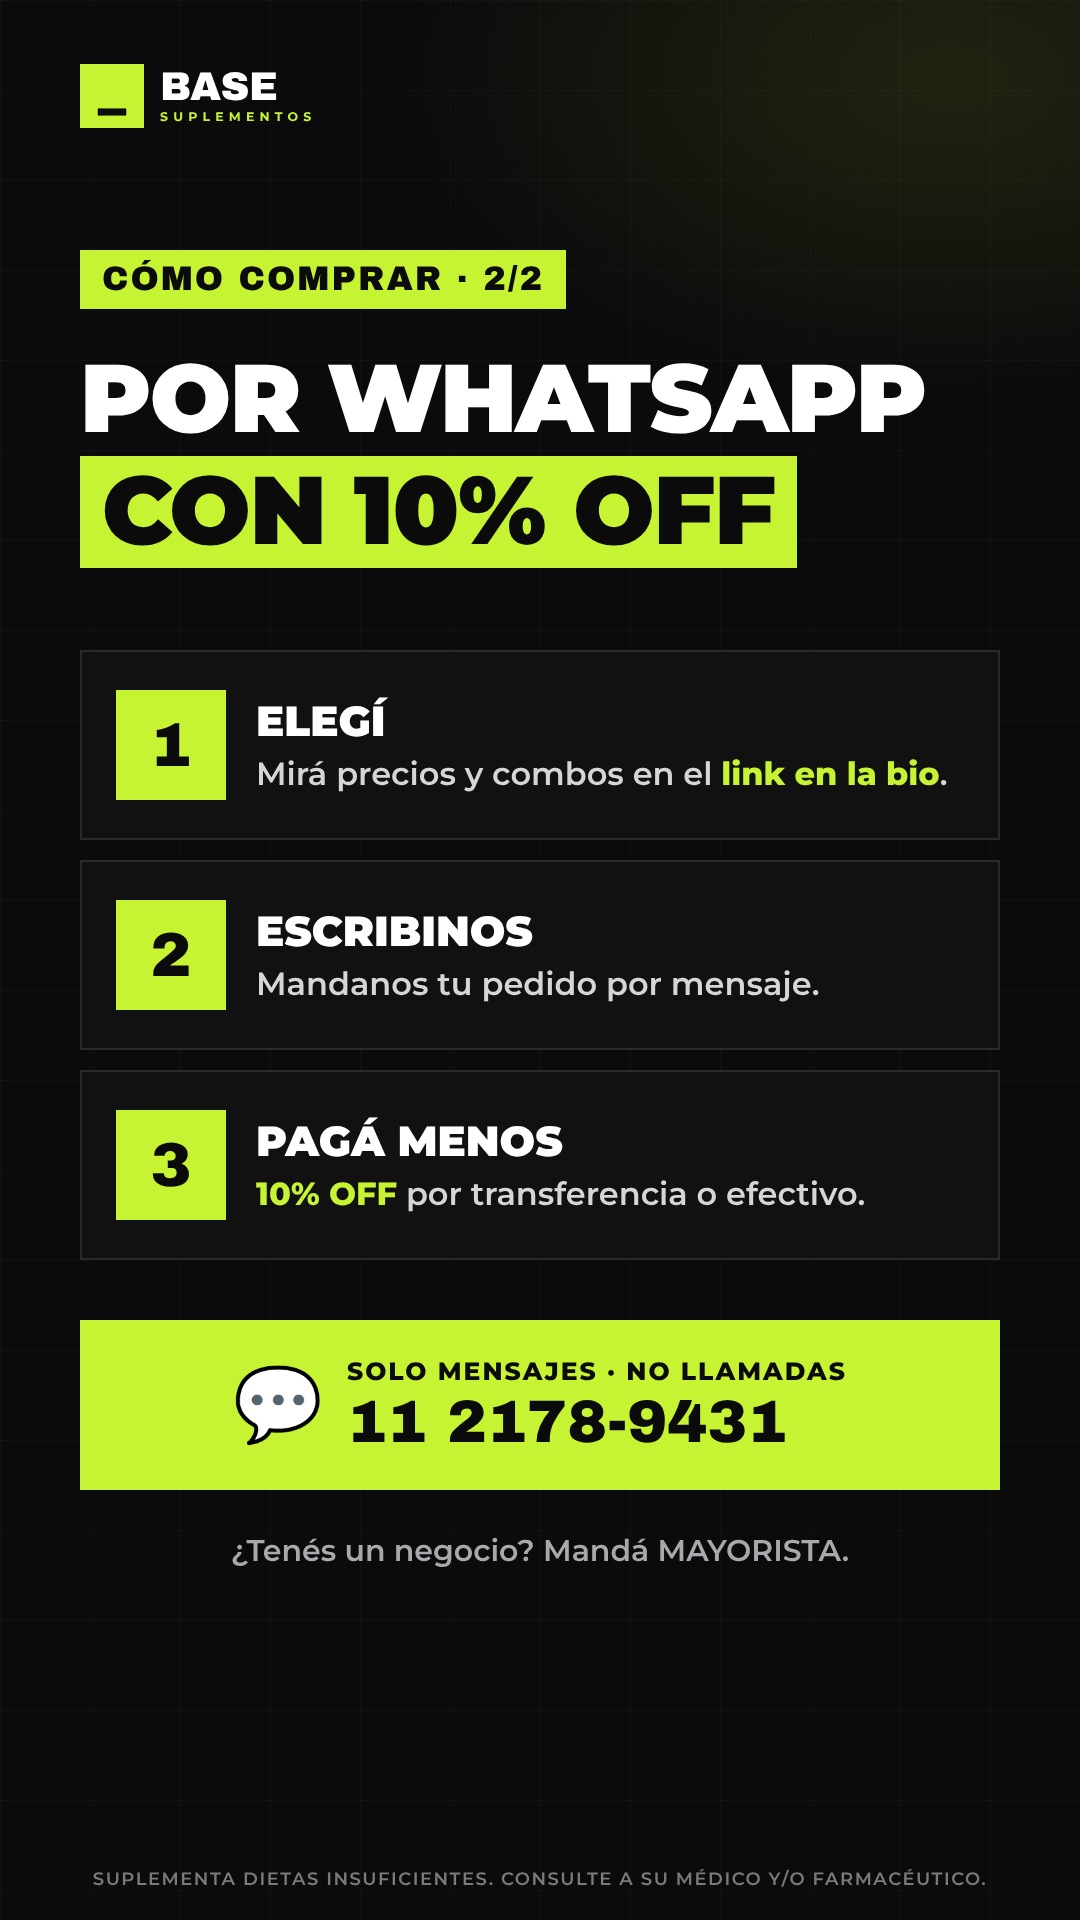 BASE
SUPLEMENTOS
CÓMO COMPRAR · 2/2
POR WHATSAPP
CON 10% OFF
1
ELEGÍ
Mirá precios y combos en el link en la bio.
2
ESCRIBINOS
Mandanos tu pedido por mensaje.
3
PAGÁ MENOS
10% OFF por transferencia o efectivo.
SOLO MENSAJES · NO LLAMADAS
11 2178-9431
¿Tenés un negocio? Mandá MAYORISTA.
SUPLEMENTA DIETAS INSUFICIENTES. CONSULTE A SU MÉDICO Y/O FARMACÉUTICO.